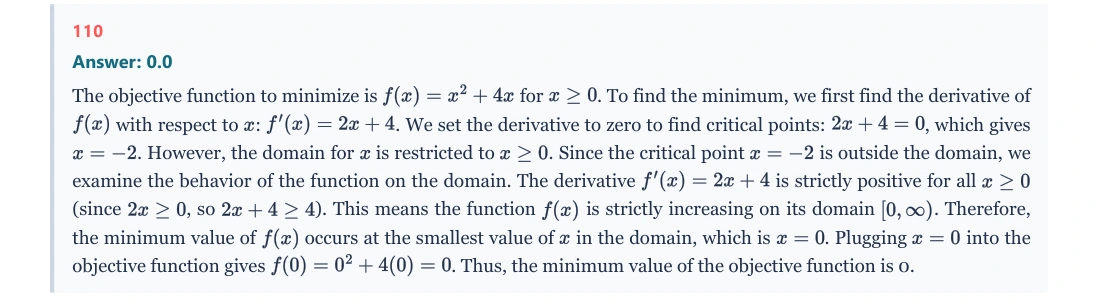 110
Answer: 0.0
The objective function to minimize is f(x) = x² + 4x for x ≥ 0. To find the minimum, we first find the derivative of
f(x) with respect to x: f′(x) = 2x + 4. We set the derivative to zero to find critical points: 2x + 4 = 0, which gives
x = −2. However, the domain for x is restricted to x ≥ 0. Since the critical point x = −2 is outside the domain, we
examine the behavior of the function on the domain. The derivative f′(x) = 2x + 4 is strictly positive for all x ≥ 0
(since 2x ≥ 0, so 2x + 4 ≥ 4). This means the function f(x) is strictly increasing on its domain [0, ∞). Therefore,
the minimum value of f(x) occurs at the smallest value of x in the domain, which is x = 0. Plugging x = 0 into the
objective function gives f(0) = 0² + 4(0) = 0. Thus, the minimum value of the objective function is 0.